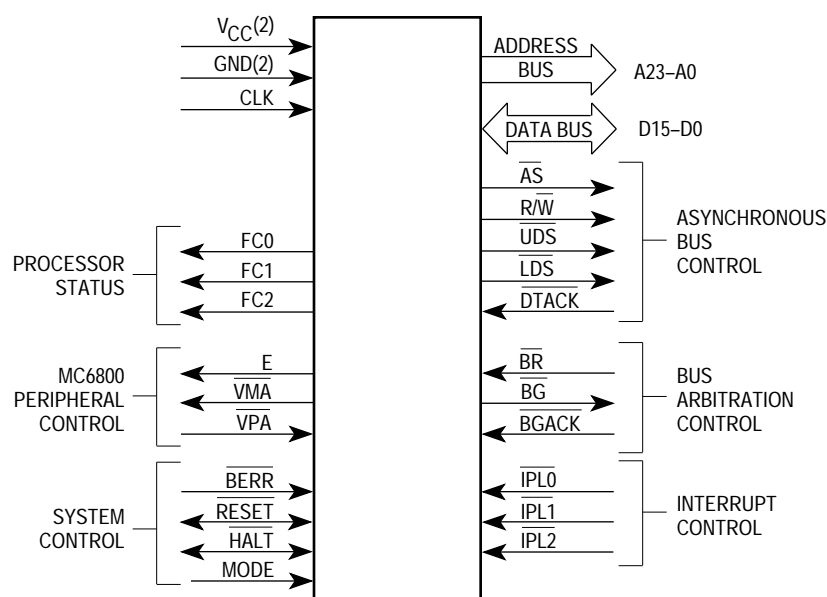 VCC(2)
GND(2)
CLK
PROCESSOR
STATUS
FC0
FC1
FC2
MC6800
PERIPHERAL
CONTROL
E
VMA
VPA
SYSTEM
CONTROL
BERR
RESET
HALT
MODE
ADDRESS
BUS
A23–A0
DATA BUS
D15–D0
AS
R/W
UDS
LDS
DTACK
ASYNCHRONOUS
BUS
CONTROL
BR
BG
BGACK
BUS
ARBITRATION
CONTROL
IPL0
IPL1
IPL2
INTERRUPT
CONTROL